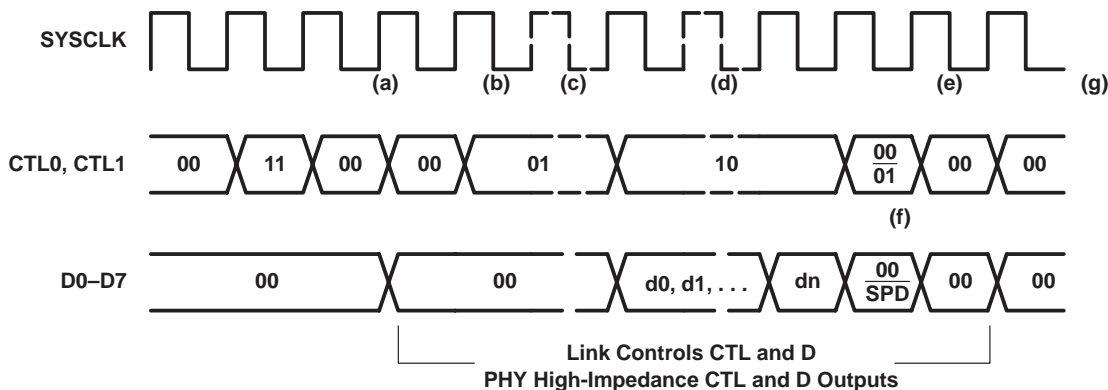 SYSCLK
(a) (b) (c) (d) (e) (g)
CTL0, CTL1 00 11 00 00 01 10 00 00 00
01
(f)
D0–D7 00 00 d0, d1, . . . dn 00 00 00
SPD
Link Controls CTL and D
PHY High-Impedance CTL and D Outputs